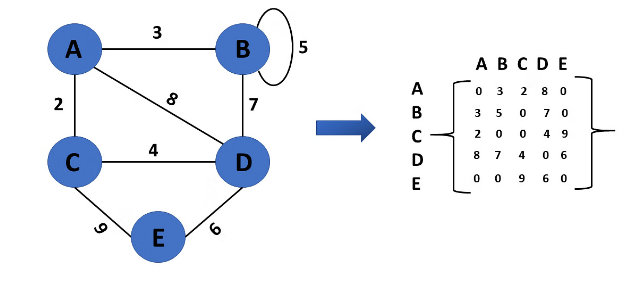 3
A
B
5
2
8
7
4
C
D
9
6
E
A B C D E
A 0 3 2 8 0
B 3 5 0 7 0
C 2 0 0 4 9
D 8 7 4 0 6
E 0 0 9 6 0